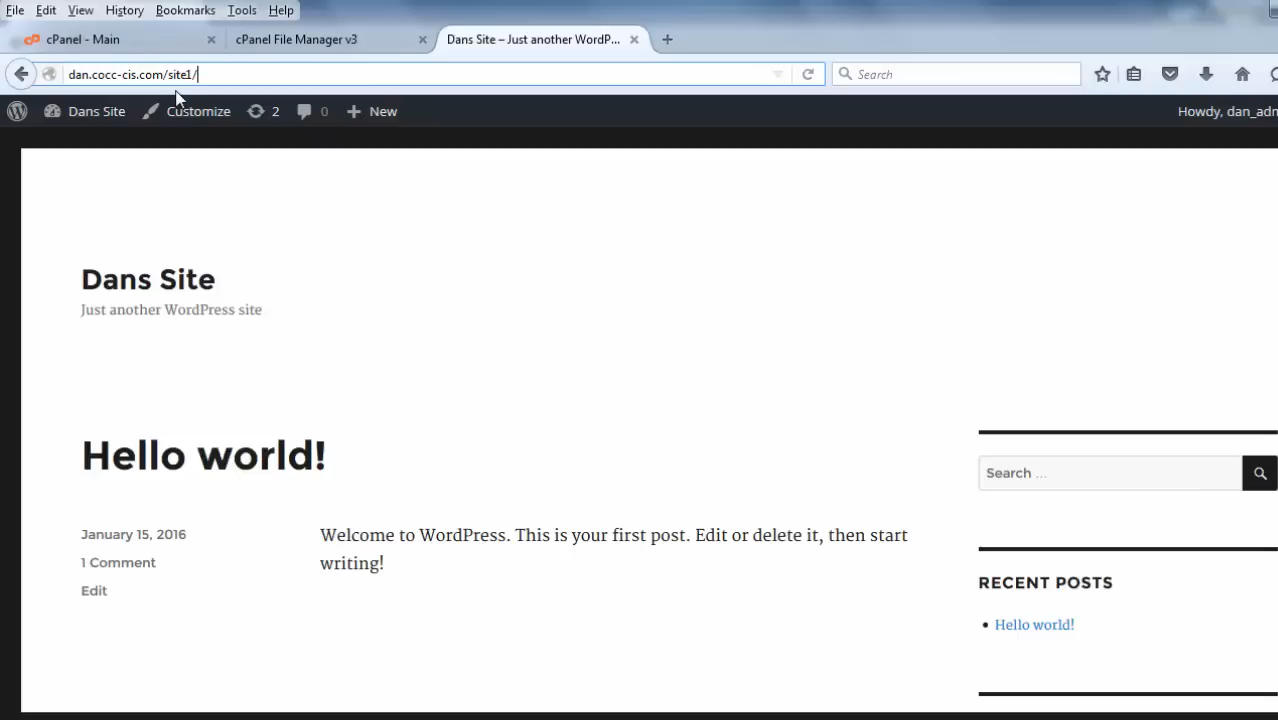 File Edit View History Bookmarks Tools Help
cPanel - Main cPanel File Manager v3 Dans Site – Just another WordP...
dan.cocc-cis.com/site1/ Search
Dans Site Customize 2 0 New Howdy, dan_adm
Dans Site
Just another WordPress site
Hello world!
Search ...
January 15, 2016
1 Comment
Edit
Welcome to WordPress. This is your first post. Edit or delete it, then start
writing!
RECENT POSTS
Hello world!